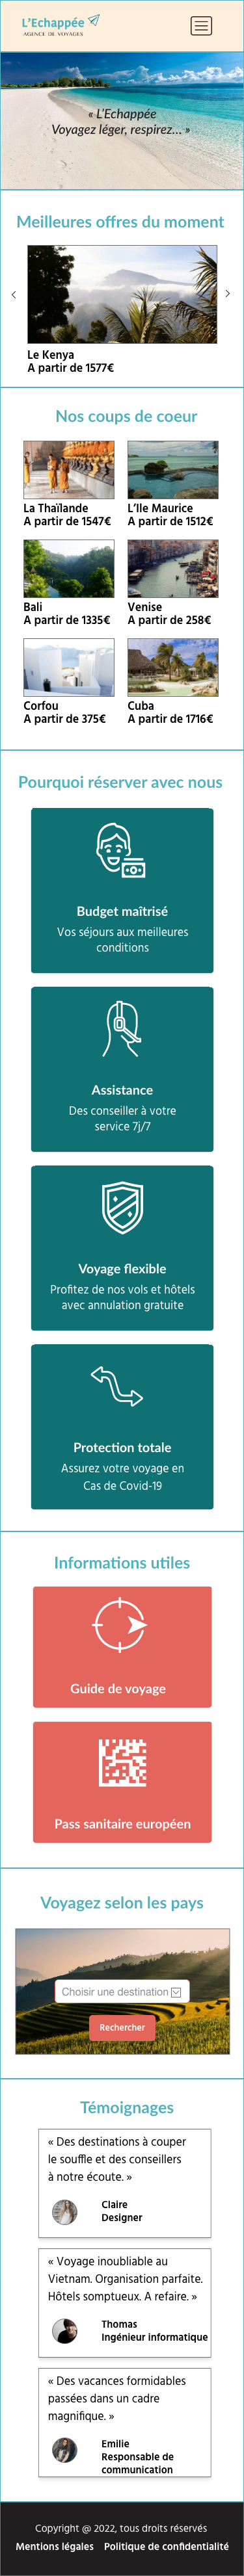 L'Echappée
AGENCE DE VOYAGES
« L'Echappée
Voyagez léger, respirez... »
Meilleures offres du moment
Le Kenya
A partir de 1577€
Nos coups de coeur
La Thaïlande
A partir de 1547€
L'Ile Maurice
A partir de 1512€
Bali
A partir de 1335€
Venise
A partir de 258€
Corfou
A partir de 375€
Cuba
A partir de 1716€
Pourquoi réserver avec nous
Budget maîtrisé
Vos séjours aux meilleures
conditions
Assistance
Des conseiller à votre
service 7j/7
Voyage flexible
Profitez de nos vols et hôtels
avec annulation gratuite
Protection totale
Assurez votre voyage en
Cas de Covid-19
Informations utiles
Guide de voyage
Pass sanitaire européen
Voyagez selon les pays
Choisir une destination
Rechercher
Témoignages
« Des destinations à couper
le souffle et des conseillers
à notre écoute. »
Claire
Designer
« Voyage inoubliable au
Vietnam. Organisation parfaite.
Hôtels somptueux. A refaire. »
Thomas
Ingénieur informatique
« Des vacances formidables
passées dans un cadre
magnifique. »
Emilie
Responsable de
communication
Copyright @ 2022, tous droits réservés
Mentions légales Politique de confidentialité